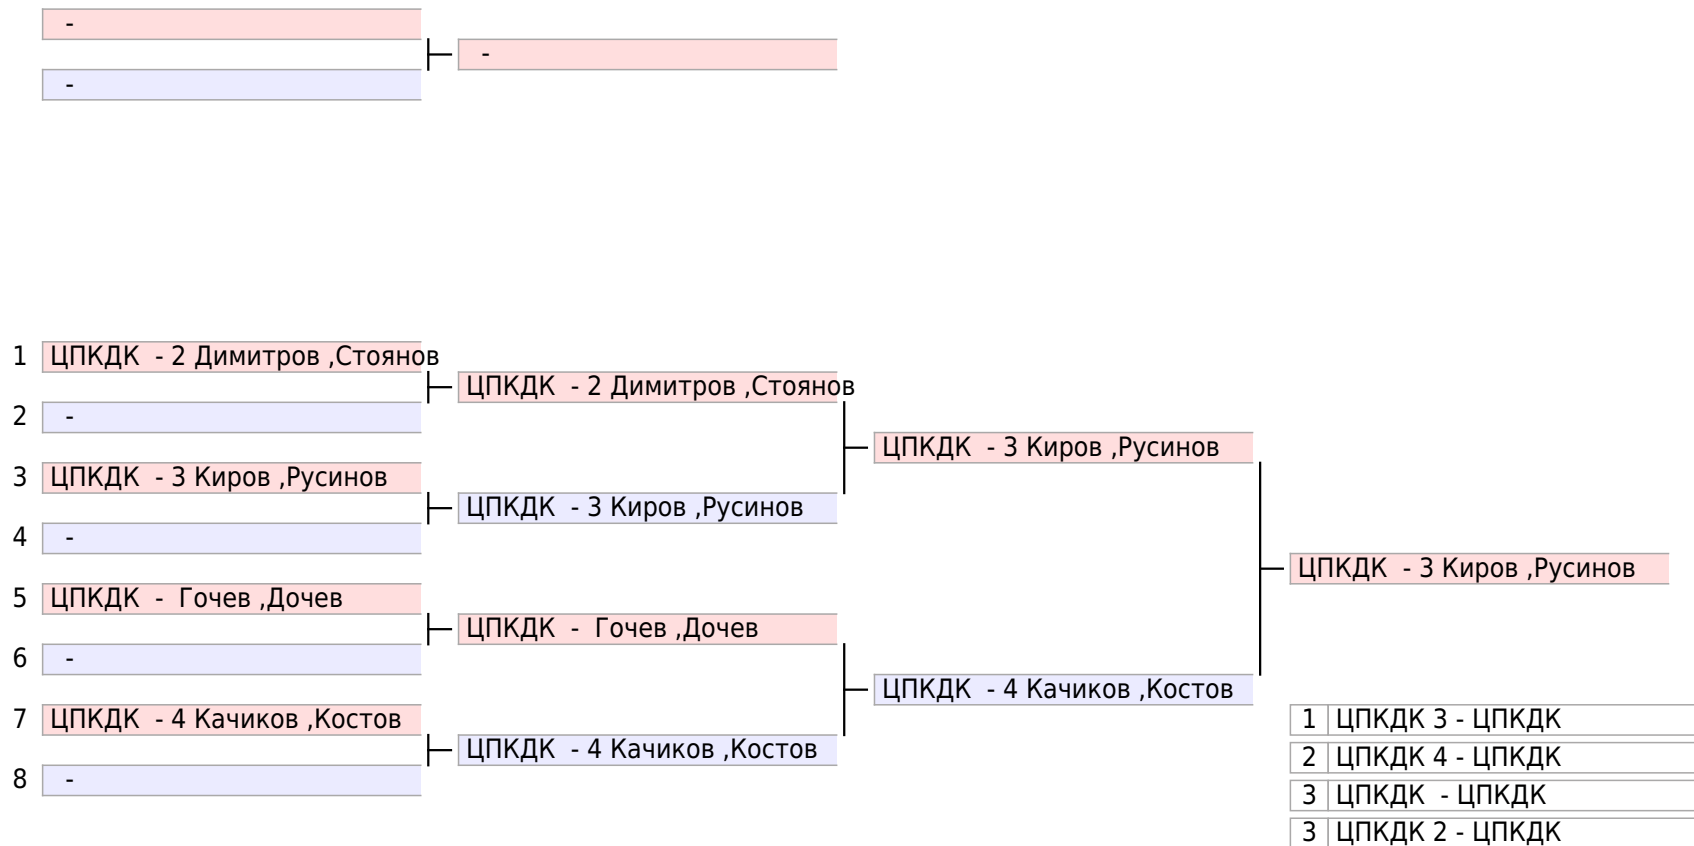 -
-
-
1 ЦПКДК - 2 Димитров ,Стоянов
ЦПКДК - 2 Димитров ,Стоянов
2 -
ЦПКДК - 3 Киров ,Русинов
3 ЦПКДК - 3 Киров ,Русинов
ЦПКДК - 3 Киров ,Русинов
4 -
ЦПКДК - 3 Киров ,Русинов
5 ЦПКДК - Гочев ,Дочев
ЦПКДК - Гочев ,Дочев
6 -
ЦПКДК - 4 Качиков ,Костов
7 ЦПКДК - 4 Качиков ,Костов
ЦПКДК - 4 Качиков ,Костов
8 -
1 ЦПКДК 3 - ЦПКДК
2 ЦПКДК 4 - ЦПКДК
3 ЦПКДК - ЦПКДК
3 ЦПКДК 2 - ЦПКДК